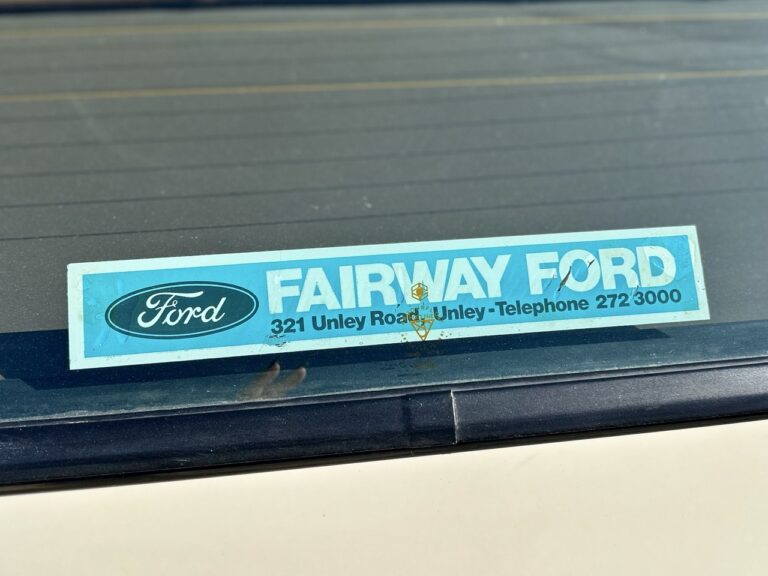 Ford
FAIRWAY FORD
321 Unley Road, Unley - Telephone 272 3000